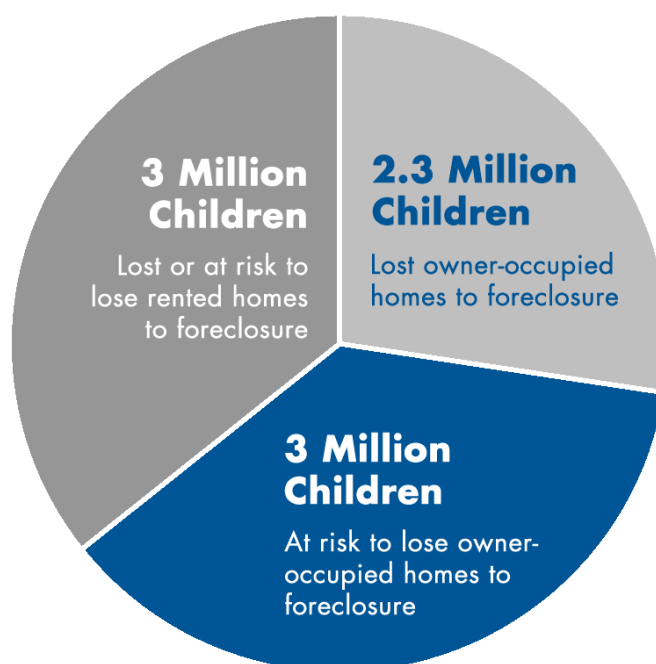 3 Million
Children
Lost or at risk to
lose rented homes
to foreclosure
2.3 Million
Children
Lost owner-occupied
homes to foreclosure
3 Million
Children
At risk to lose owner-
occupied homes to
foreclosure